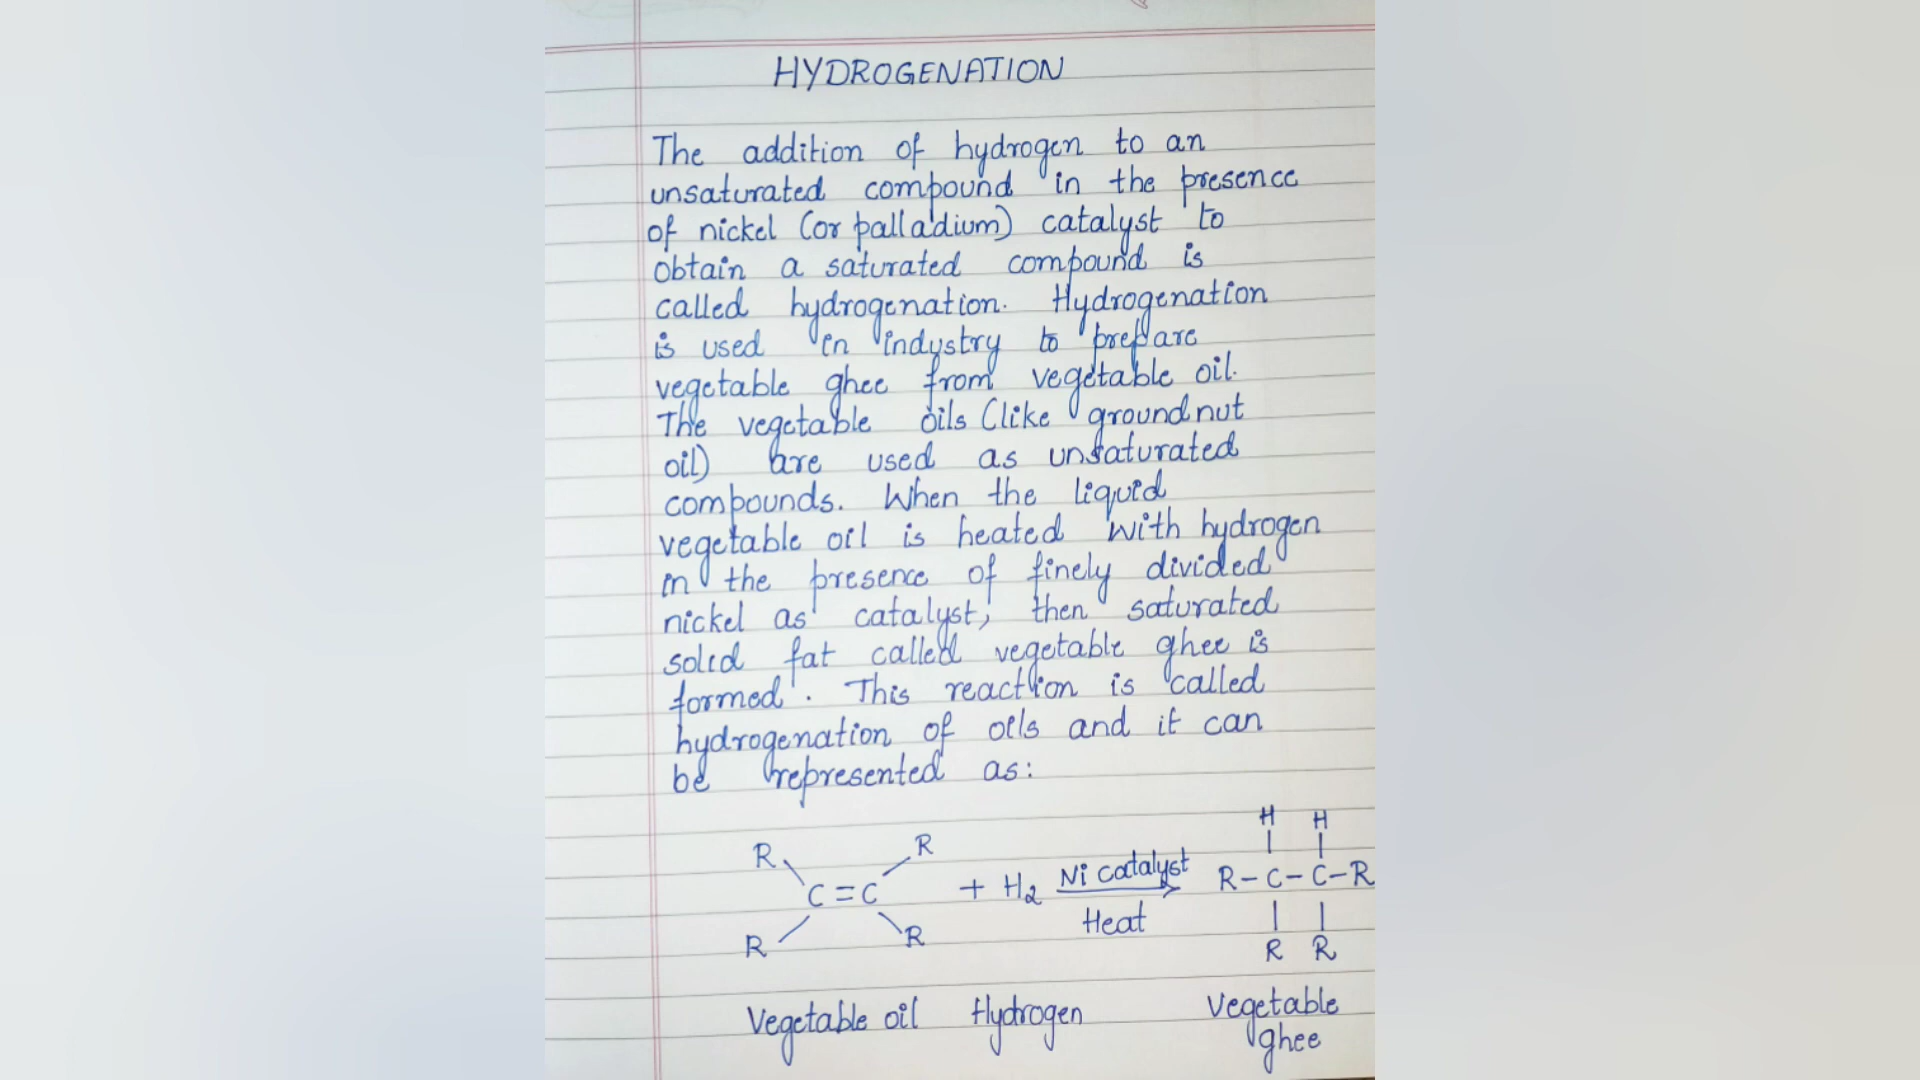 HYDROGENATION
The addition of hydrogen to an
unsaturated compound in the presence
of nickel (or palladium) catalyst to
obtain a saturated compound is
called hydrogenation. Hydrogenation
is used in industry to prepare
vegetable ghee from vegetable oil.
The vegetable oils (like groundnut
oil) are used as unsaturated
compounds. When the liquid
vegetable oil is heated with hydrogen
in the presence of finely divided
nickel as catalyst, then saturated
solid fat called vegetable ghee is
formed. This reaction is called
hydrogenation of oils and it can
be represented as:
H H
R R
C=C + H2 Ni catalyst R-C-C-R
Heat
R R R R
Vegetable oil Hydrogen Vegetable
ghee